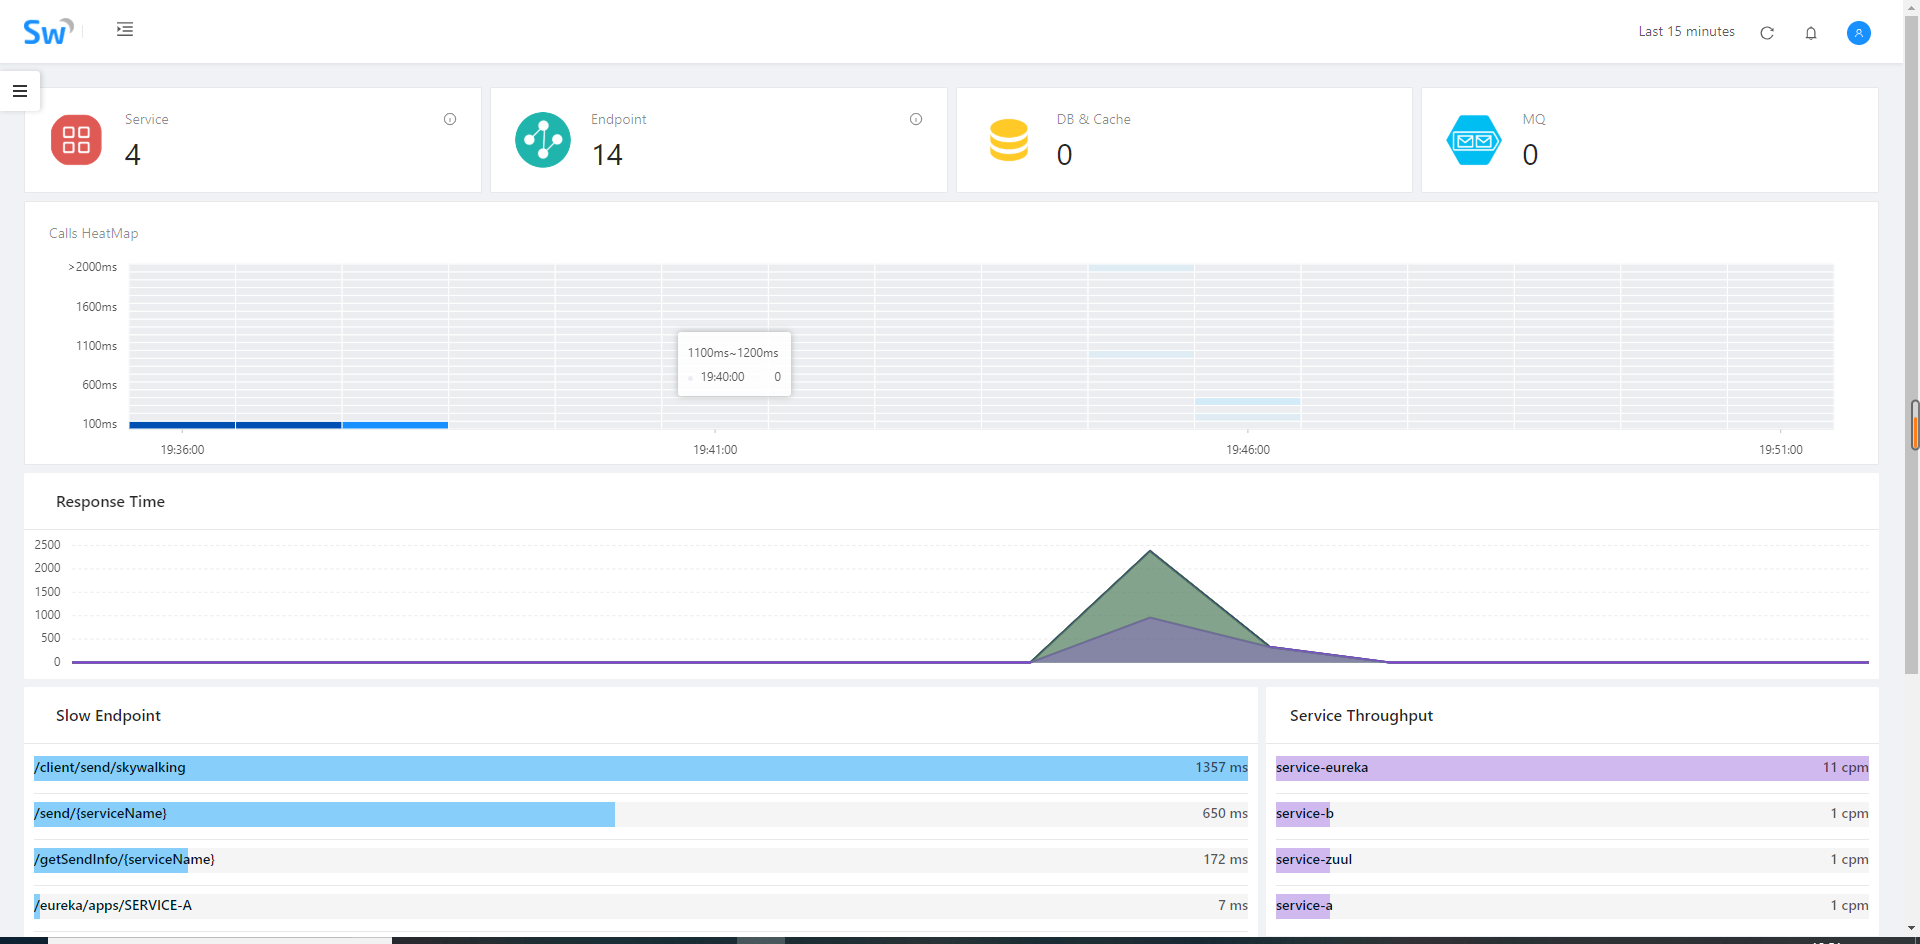 Sw
Last 15 minutes
Service
4
Endpoint
14
DB & Cache
0
MQ
0
Calls HeatMap
>2000ms
1600ms
1100ms
600ms
100ms
1100ms~1200ms
19:40:00 0
19:36:00
19:41:00
19:46:00
19:51:00
Response Time
2500
2000
1500
1000
500
0
Slow Endpoint
/client/send/skywalking 1357 ms
/send/{serviceName} 650 ms
/getSendInfo/{serviceName} 172 ms
/eureka/apps/SERVICE-A 7 ms
Service Throughput
service-eureka 11 cpm
service-b 1 cpm
service-zuul 1 cpm
service-a 1 cpm